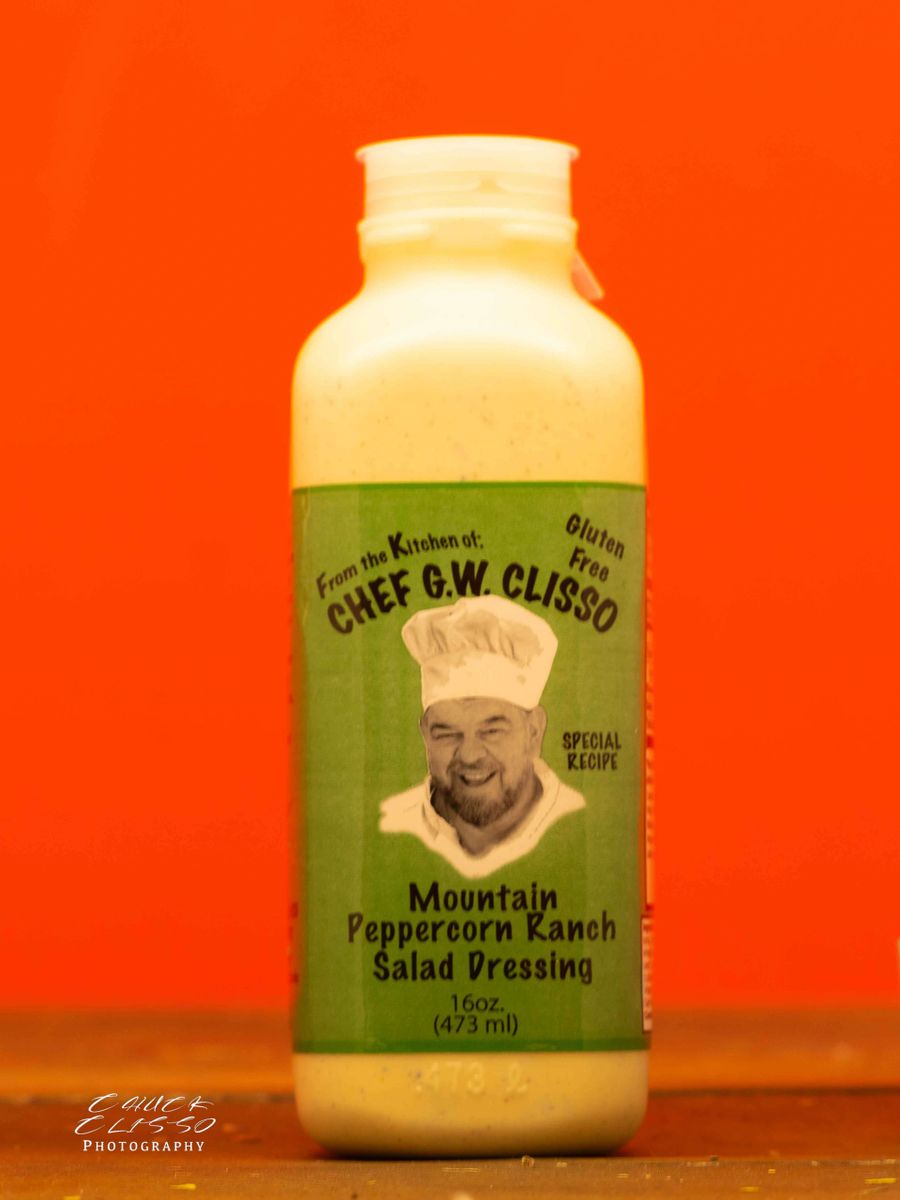 From the Kitchen of:
CHEF G.W. CLISSO
Gluten
Free
SPECIAL
RECIPE
Mountain
Peppercorn Ranch
Salad Dressing
16oz.
(473 ml)
CHUCK
CLISSO
PHOTOGRAPHY